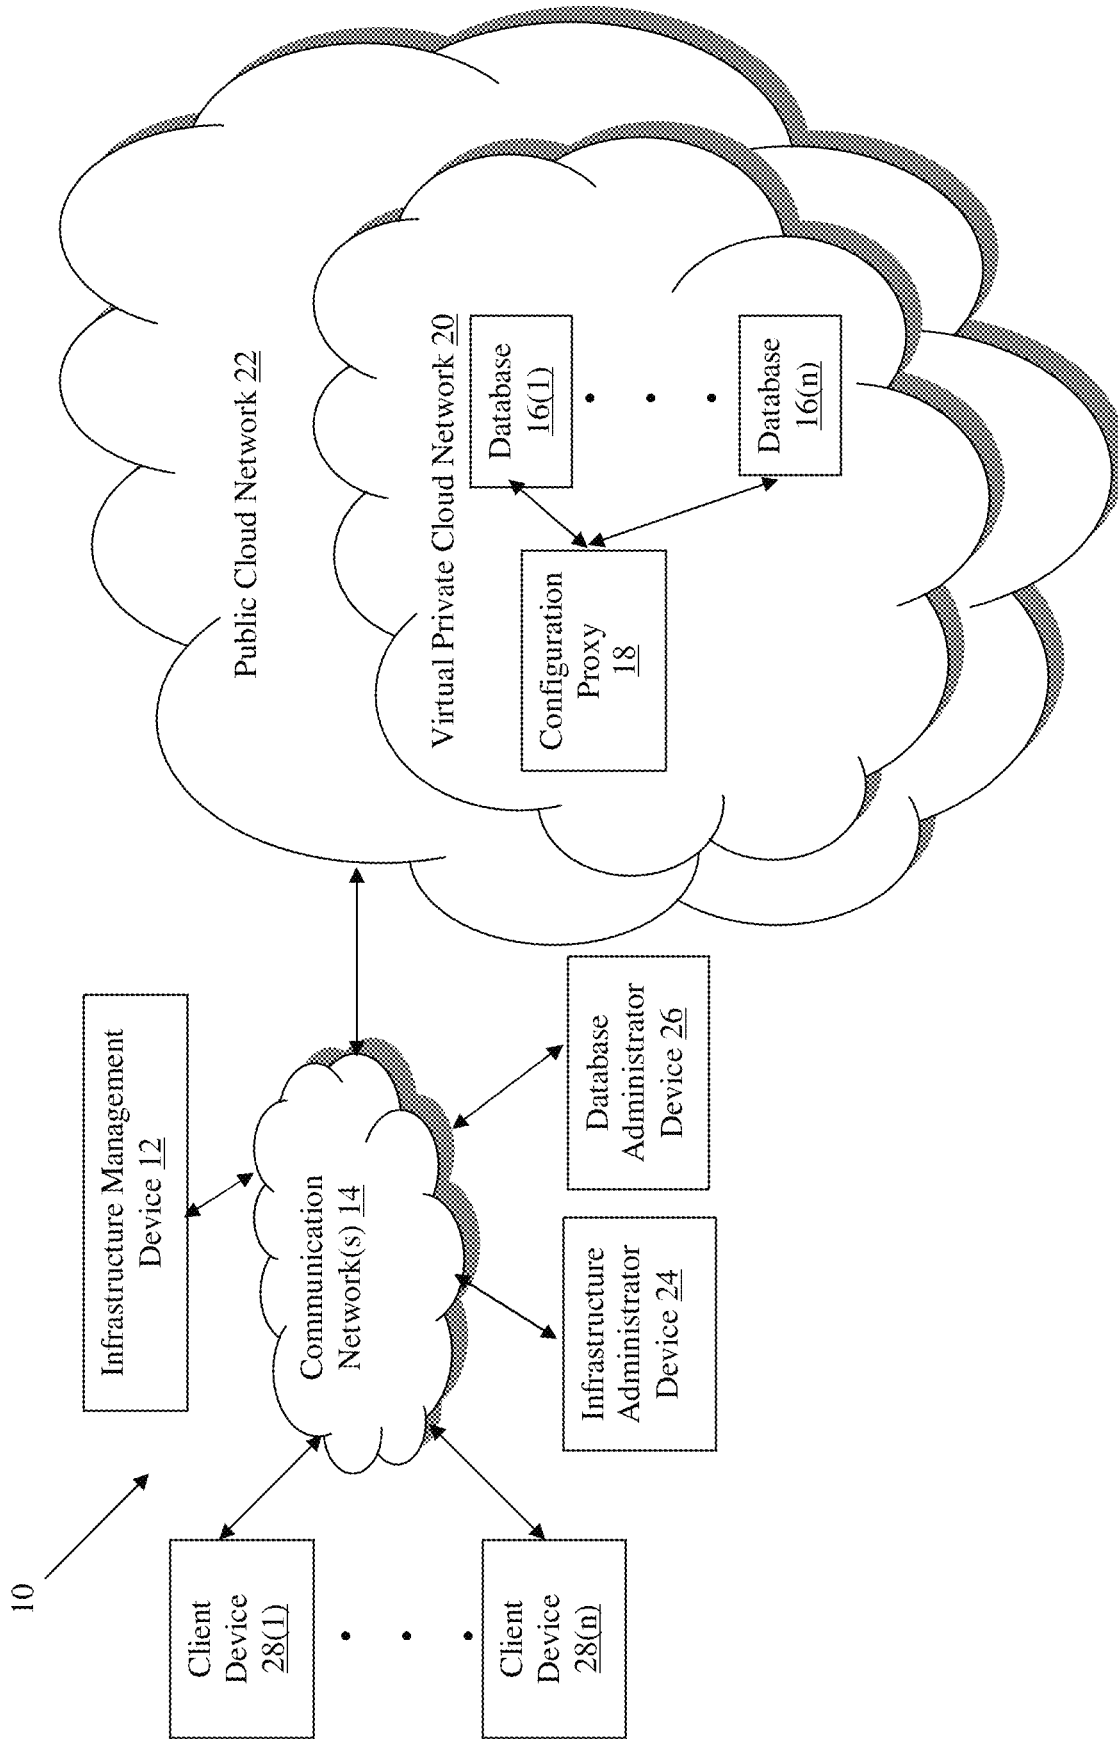 10
Infrastructure Management
Device 12
Client
Device
28(1)
Client
Device
28(n)
Communication
Network(s) 14
Infrastructure
Administrator
Device 24
Database
Administrator
Device 26
Public Cloud Network 22
Virtual Private Cloud Network 20
Configuration
Proxy
18
Database
16(1)
Database
16(n)